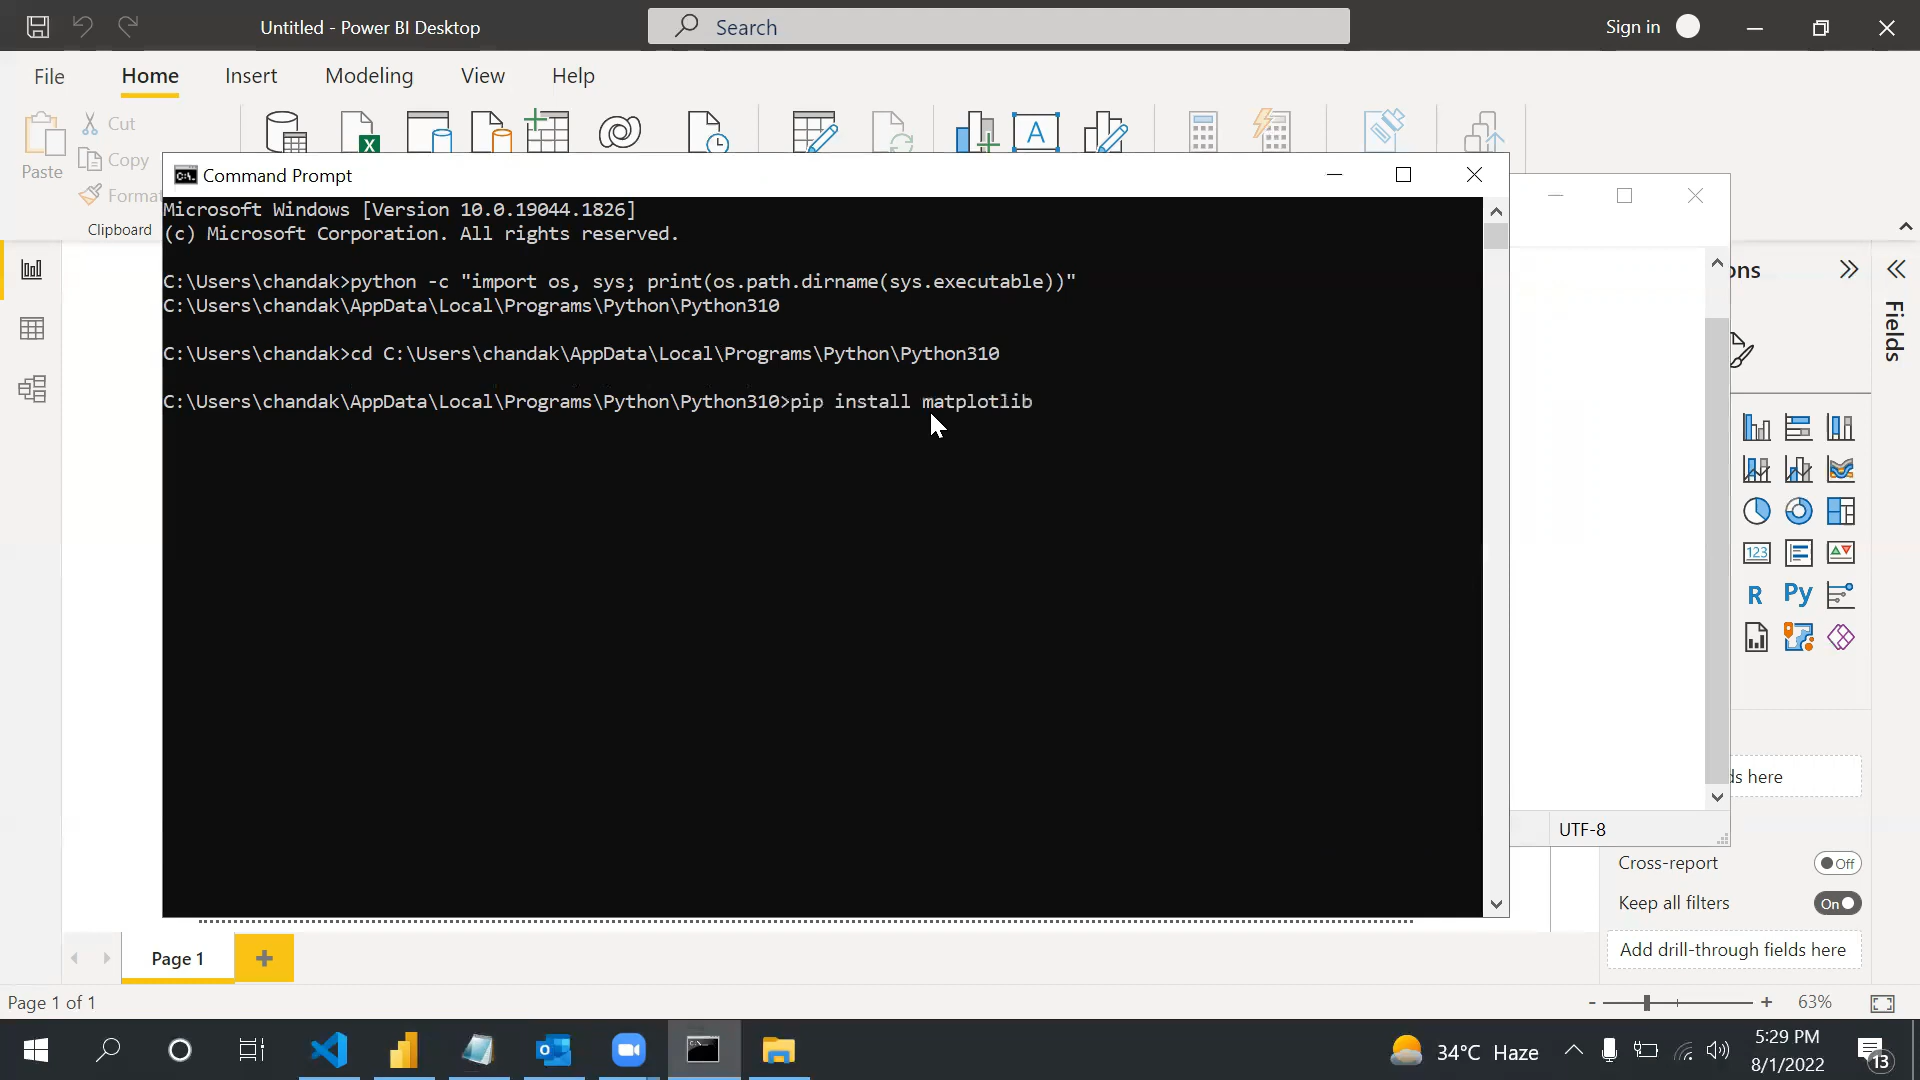 Untitled - Power BI Desktop
Search
Sign in
File
Home
Insert
Modeling
View
Help
Cut
Copy
Paste
Clipboard
Command Prompt
Microsoft Windows [Version 10.0.19044.1826]
(c) Microsoft Corporation. All rights reserved.
C:\Users\chandak>python -c "import os, sys; print(os.path.dirname(sys.executable))"
C:\Users\chandak\AppData\Local\Programs\Python\Python310
C:\Users\chandak>cd C:\Users\chandak\AppData\Local\Programs\Python\Python310
C:\Users\chandak\AppData\Local\Programs\Python\Python310>pip install matplotlib
Fields
123
R
Py
here
UTF-8
Cross-report
Off
Keep all filters
On
Add drill-through fields here
Page 1
Page 1 of 1
63%
34°C Haze
5:29 PM
8/1/2022
13